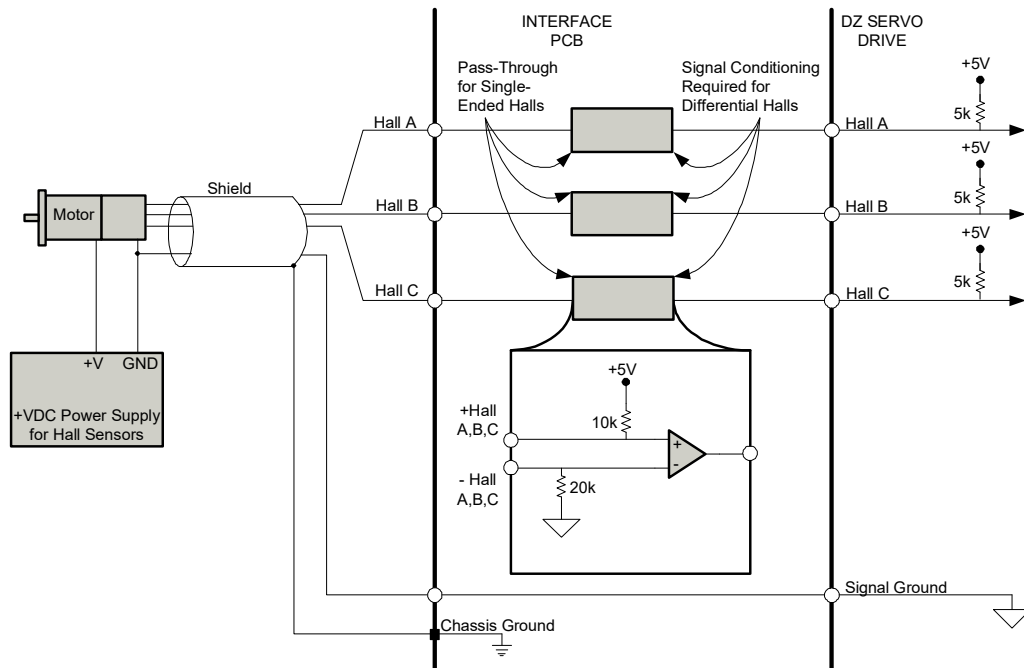 INTERFACE
PCB
DZ SERVO
DRIVE
Pass-Through
for Single-
Ended Halls
Signal Conditioning
Required for
Differential Halls
+5V
5k
Hall A
Hall A
+5V
5k
Shield
Motor
Hall B
Hall B
+5V
5k
Hall C
Hall C
+V
GND
+VDC Power Supply
for Hall Sensors
+5V
10k
+Hall
A,B,C
+
-
- Hall
A,B,C
20k
Signal Ground
Chassis Ground